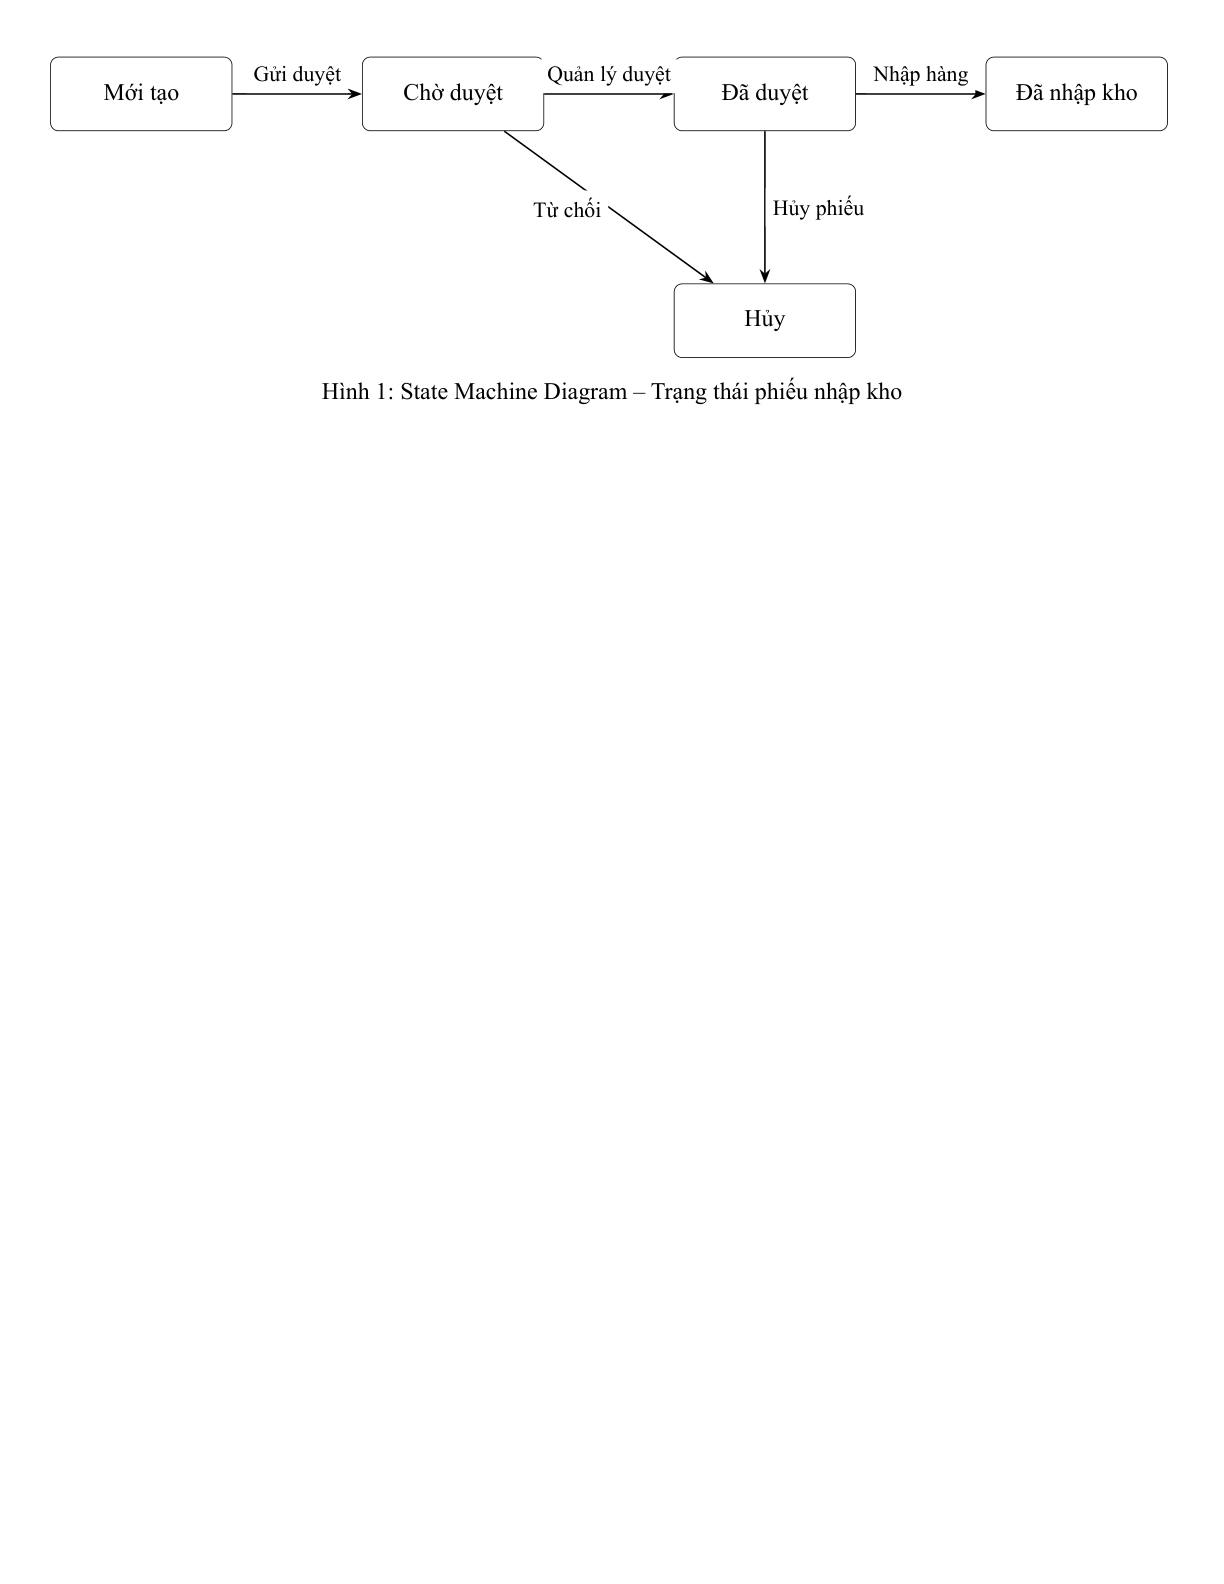 Mới tạo
Gửi duyệt
Chờ duyệt
Quản lý duyệt
Đã duyệt
Nhập hàng
Đã nhập kho
Từ chối
Hủy phiếu
Hủy
Hình 1: State Machine Diagram – Trạng thái phiếu nhập kho